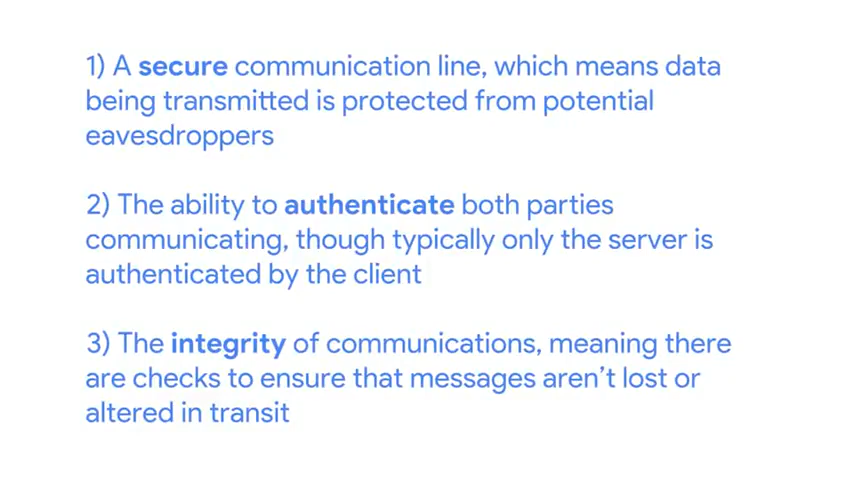 1) A secure communication line, which means data
being transmitted is protected from potential
eavesdroppers
2) The ability to authenticate both parties
communicating, though typically only the server is
authenticated by the client
3) The integrity of communications, meaning there
are checks to ensure that messages aren’t lost or
altered in transit